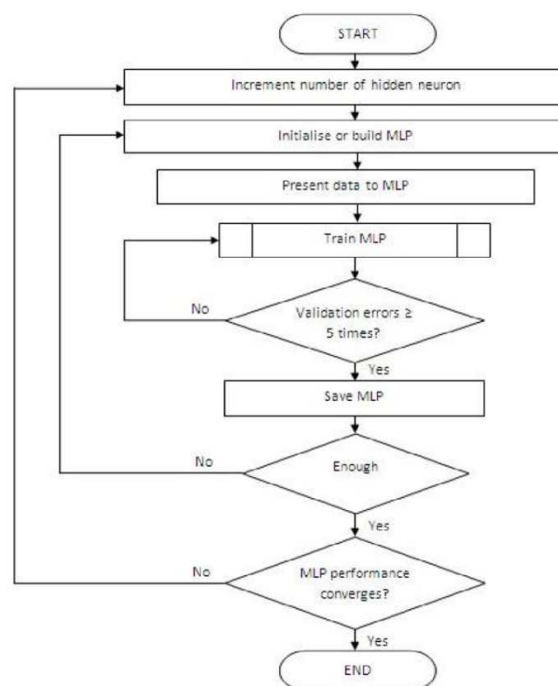 START
Increment number of hidden neuron
Initialise or build MLP
Present data to MLP
Train MLP
No
Validation errors ≥
5 times?
Yes
Save MLP
No
Enough
Yes
No
MLP performance
converges?
Yes
END